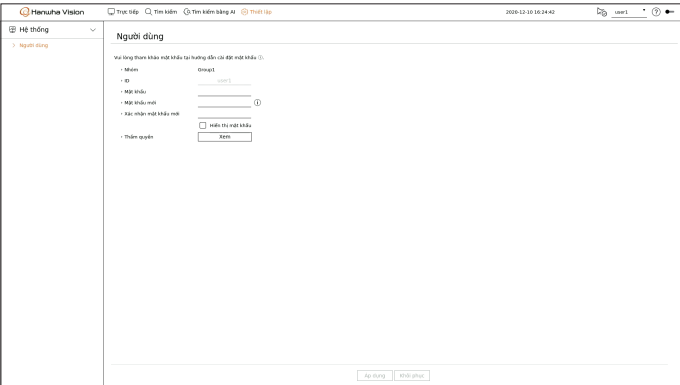 Hanwha Vision
Trực tiếp Tìm kiếm Tìm kiếm bằng AI Thiết lập
2026-12-10 16:24:42
user1
Hệ thống
Người dùng
Người dùng
Vui lòng tham khảo mật khẩu tại hướng dẫn cài đặt mật khẩu
Nhóm Group1
ID user1
Mật khẩu
Mật khẩu mới
Xác nhận mật khẩu mới
Hiển thị mật khẩu
Thẩm quyền Xem
Áp dụng Khôi phục